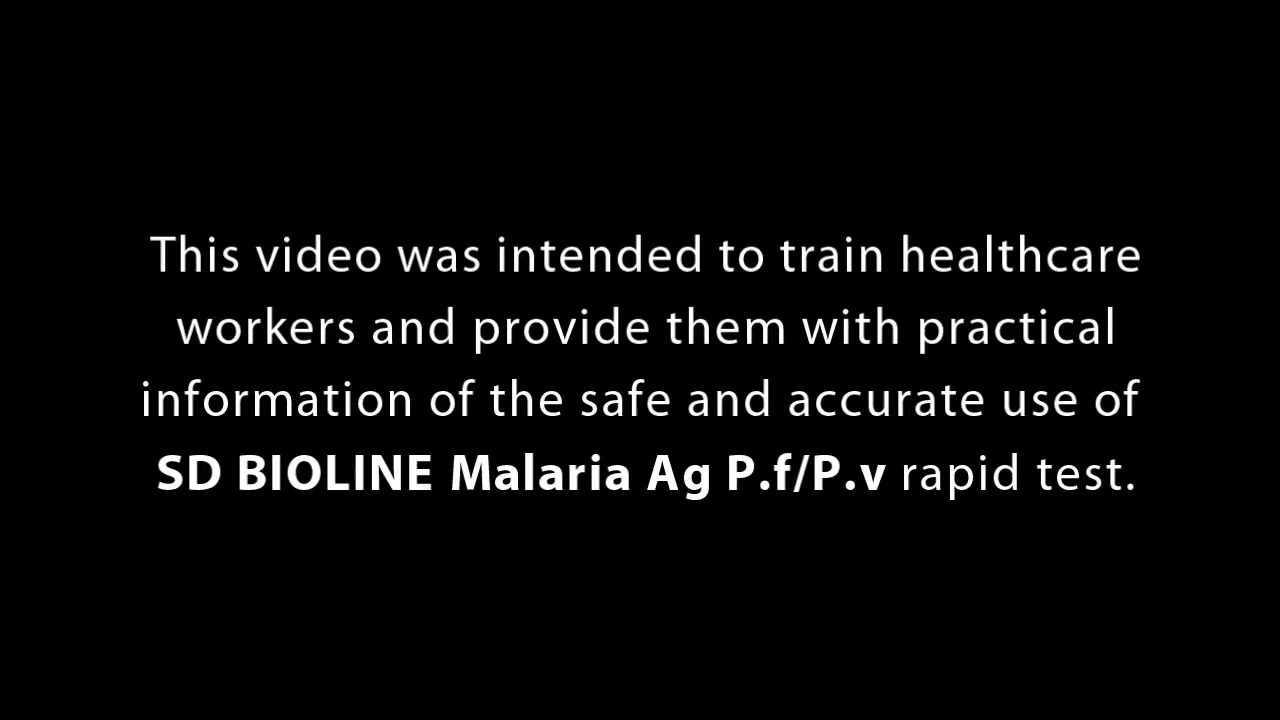 This video was intended to train healthcare
workers and provide them with practical
information of the safe and accurate use of
SD BIOLINE Malaria Ag P.f/P.v rapid test.